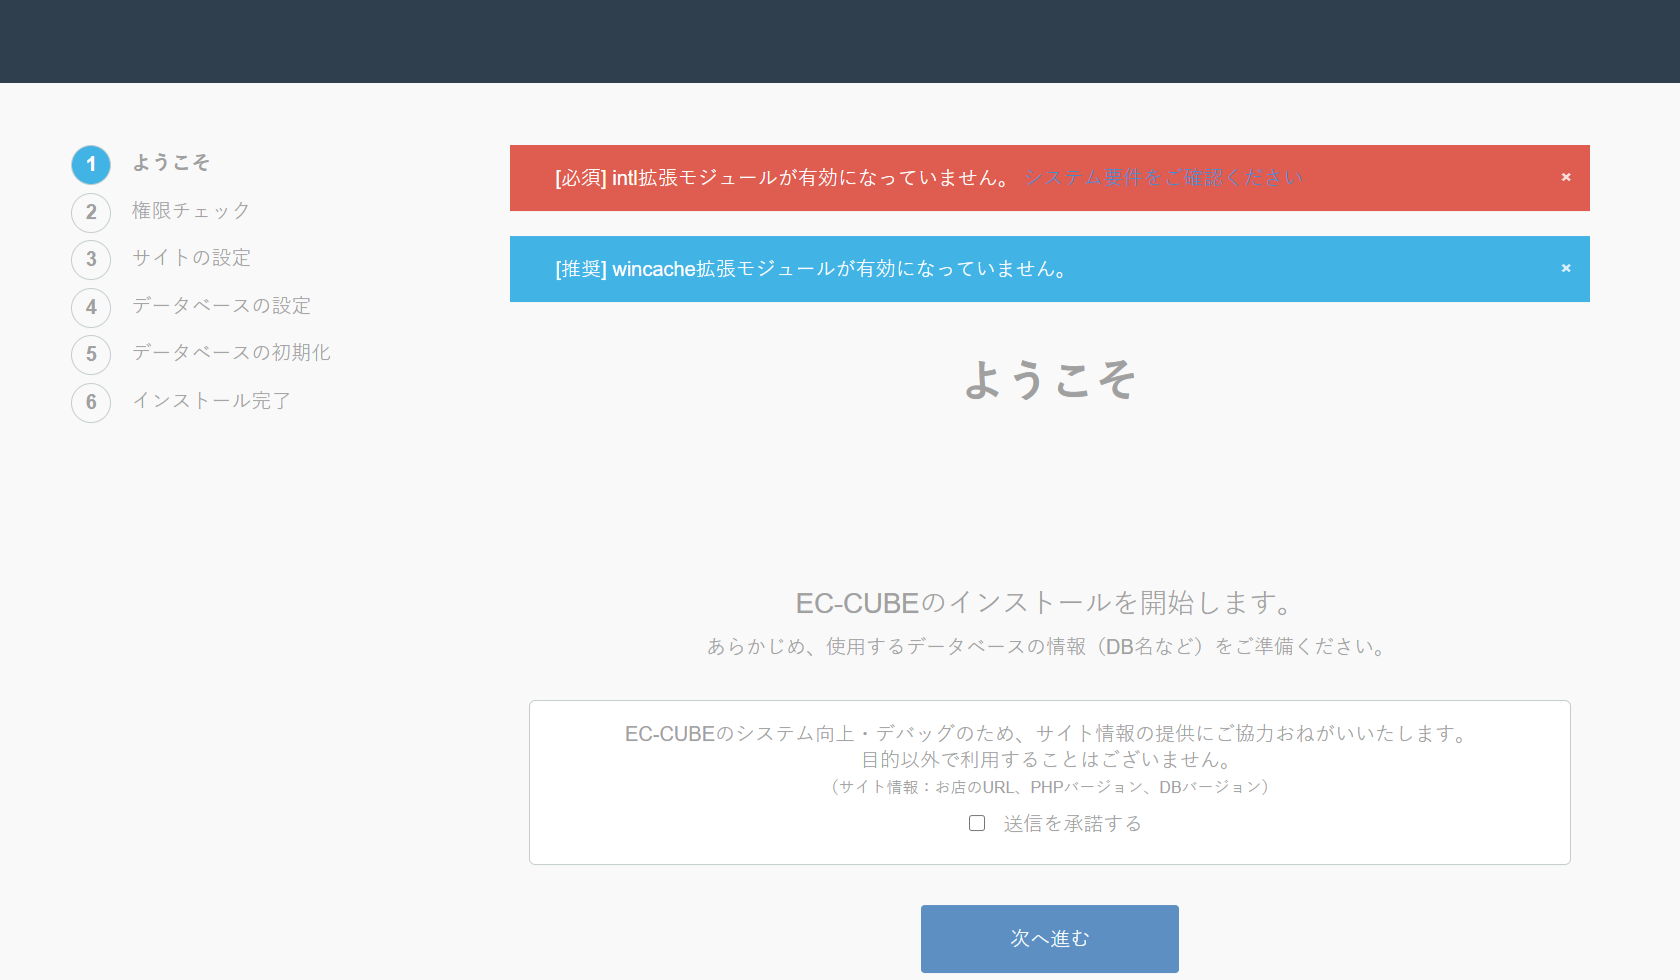 1 ようこそ
2 権限チェック
3 サイトの設定
4 データベースの設定
5 データベースの初期化
6 インストール完了
[必須] intl拡張モジュールが有効になっていません。 システム要件をご確認ください ×
[推奨] wincache拡張モジュールが有効になっていません。 ×
ようこそ
EC-CUBEのインストールを開始します。
あらかじめ、使用するデータベースの情報（DB名など）をご準備ください。
EC-CUBEのシステム向上・デバッグのため、サイト情報の提供にご協力おねがいいたします。
目的以外で利用することはございません。
（サイト情報：お店のURL、PHPバージョン、DBバージョン）
送信を承諾する
次へ進む